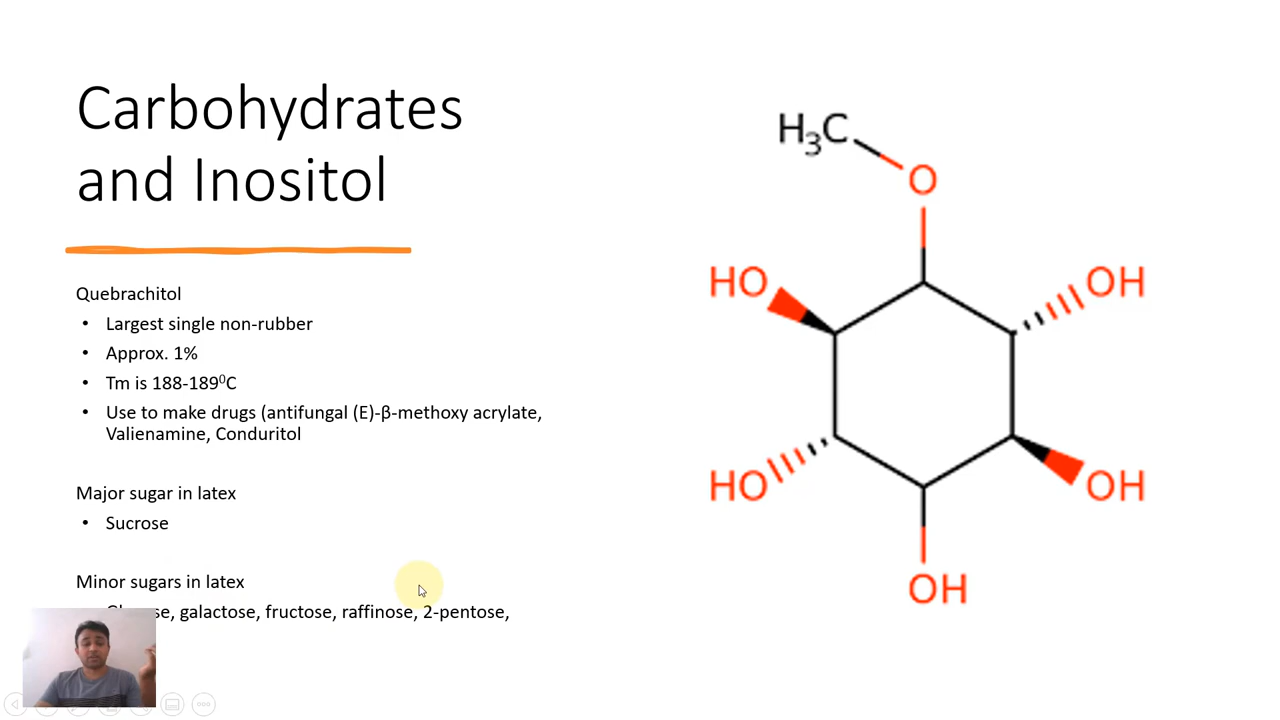 Carbohydrates
and Inositol
Quebrachitol
• Largest single non-rubber
• Approx. 1%
• Tm is 188-189⁰C
• Use to make drugs (antifungal (E)-β-methoxy acrylate,
Valienamine, Conduritol
Major sugar in latex
• Sucrose
Minor sugars in latex
galactose, fructose, raffinose, 2-pentose,
H₃C
O
HO
OH
HO
OH
OH